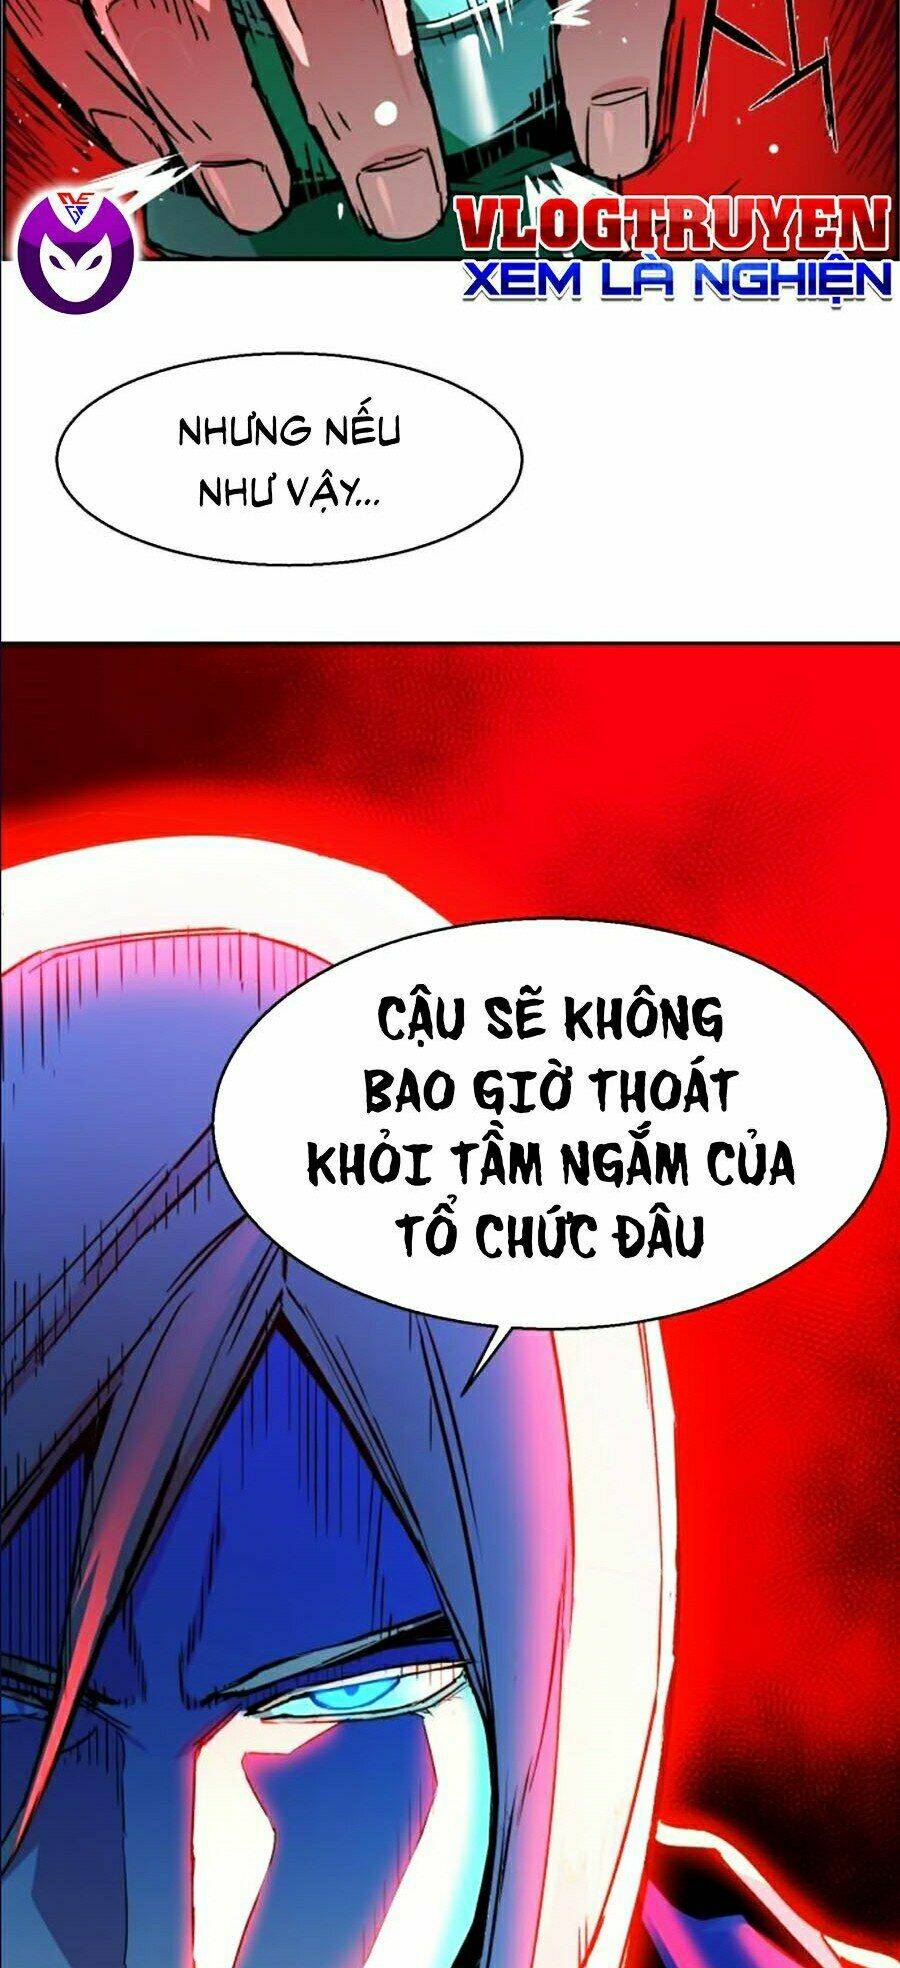 VLOGTRUYEN
XEM LÀ NGHIỆN
NHƯNG NẾU
NHƯ VẬY...
CẬU SẼ KHÔNG
BAO GIỜ THOÁT
KHỎI TẦM NGẮM CỦA
TỔ CHỨC ĐÂU